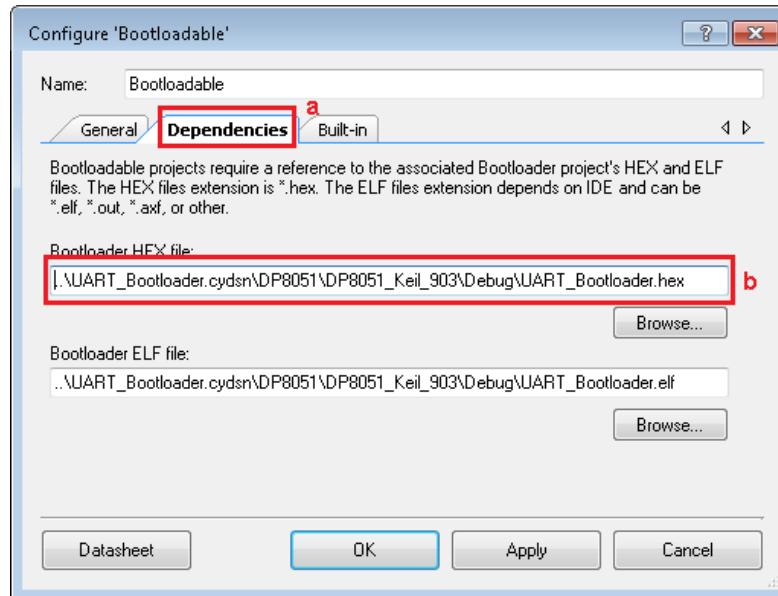 Configure 'Bootloadable'
?
Name: Bootloadable
a
General Dependencies Built-in
Bootloadable projects require a reference to the associated Bootloader project's HEX and ELF
files. The HEX files extension is *.hex. The ELF files extension depends on IDE and can be
*.elf, *.out, *.axf, or other.
Bootloader HEX file:
..\UART_Bootloader.cydsn\DP8051\DP8051_Keil_903\Debug\UART_Bootloader.hex b
Browse...
Bootloader ELF file:
..\UART_Bootloader.cydsn\DP8051\DP8051_Keil_903\Debug\UART_Bootloader.elf
Browse...
Datasheet OK Apply Cancel